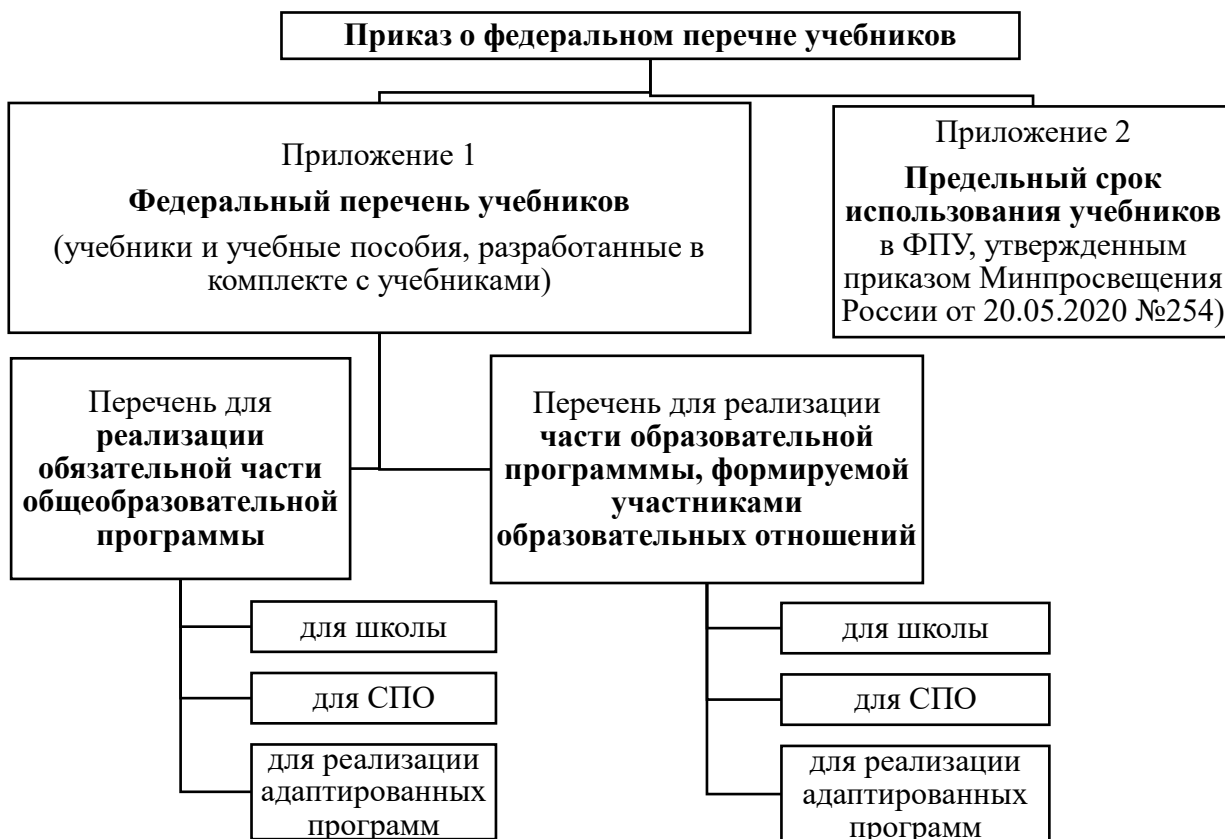 Приказ о федеральном перечне учебников
Приложение 1
Федеральный перечень учебников
(учебники и учебные пособия, разработанные в
комплекте с учебниками)
Приложение 2
Предельный срок
использования учебников
в ФПУ, утвержденным
приказом Минпросвещения
России от 20.05.2020 №254)
Перечень для
реализации
обязательной части
общеобразовательной
программы
Перечень для реализации
части образовательной
программмы, формируемой
участниками
образовательных отношений
для школы
для СПО
для реализации
адаптированных
программ
для школы
для СПО
для реализации
адаптированных
программ